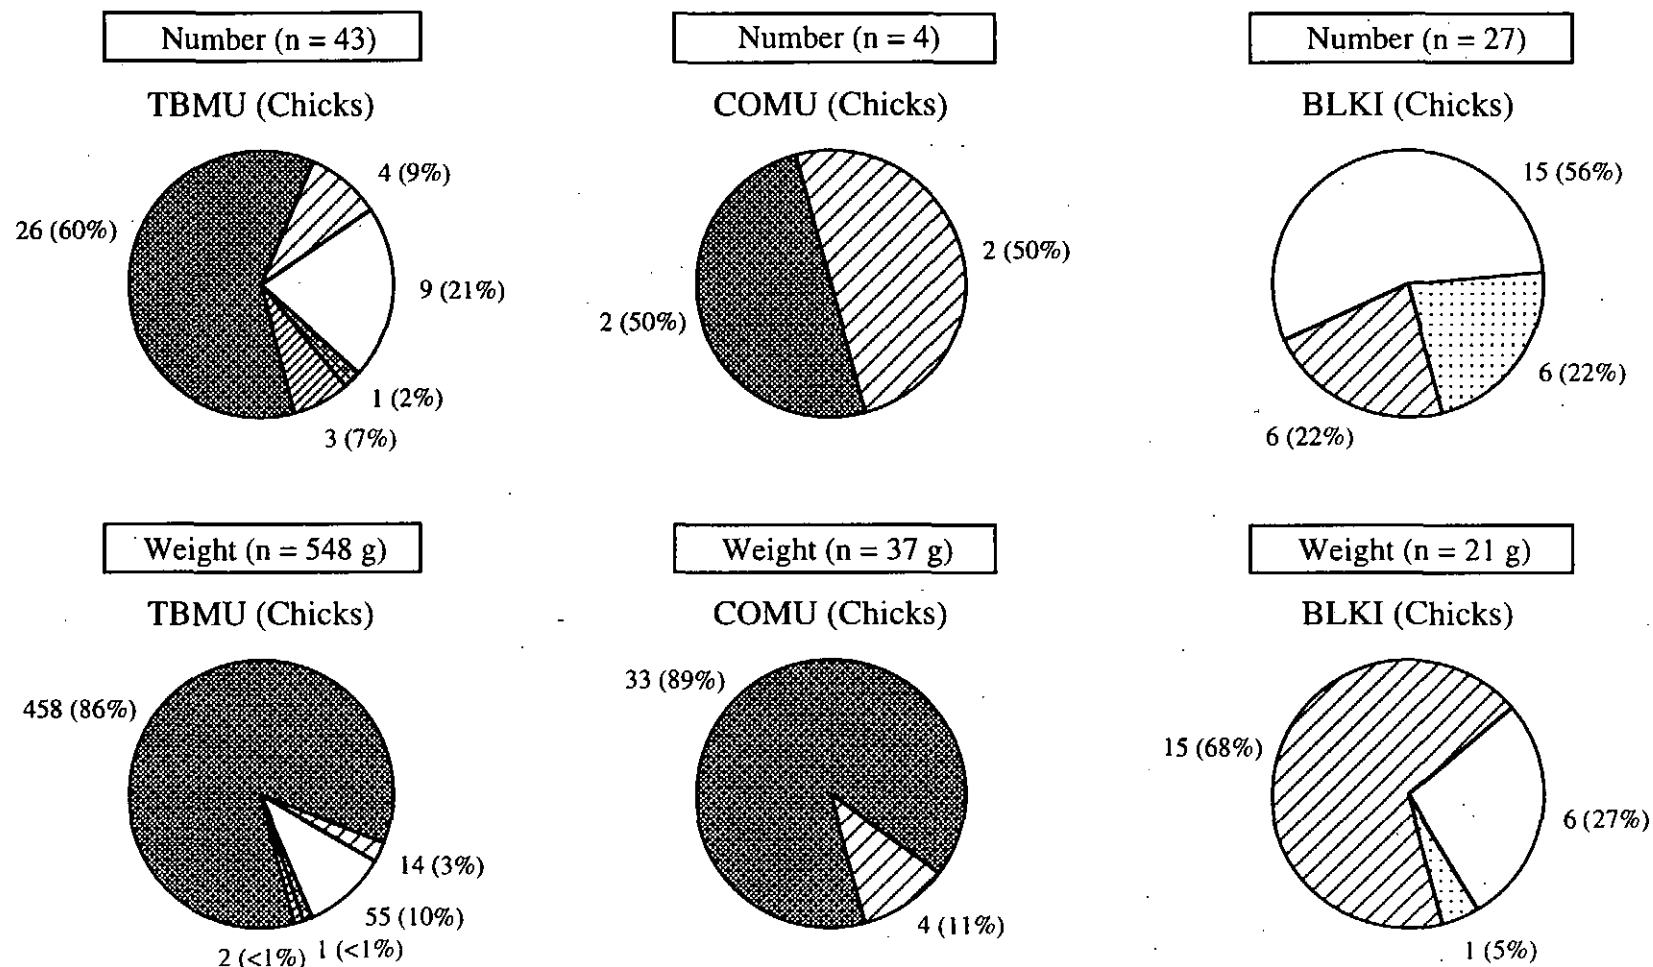 Number (n = 43)
Number (n = 4)
Number (n = 27)
TBMU (Chicks)
COMU (Chicks)
BLKI (Chicks)
4 (9%)
26 (60%)
9 (21%)
1 (2%)
3 (7%)
2 (50%)
2 (50%)
15 (56%)
6 (22%)
6 (22%)
Weight (n = 548 g)
Weight (n = 37 g)
Weight (n = 21 g)
TBMU (Chicks)
COMU (Chicks)
BLKI (Chicks)
458 (86%)
14 (3%)
55 (10%)
1 (<1%)
2 (<1%)
33 (89%)
4 (11%)
15 (68%)
6 (27%)
1 (5%)